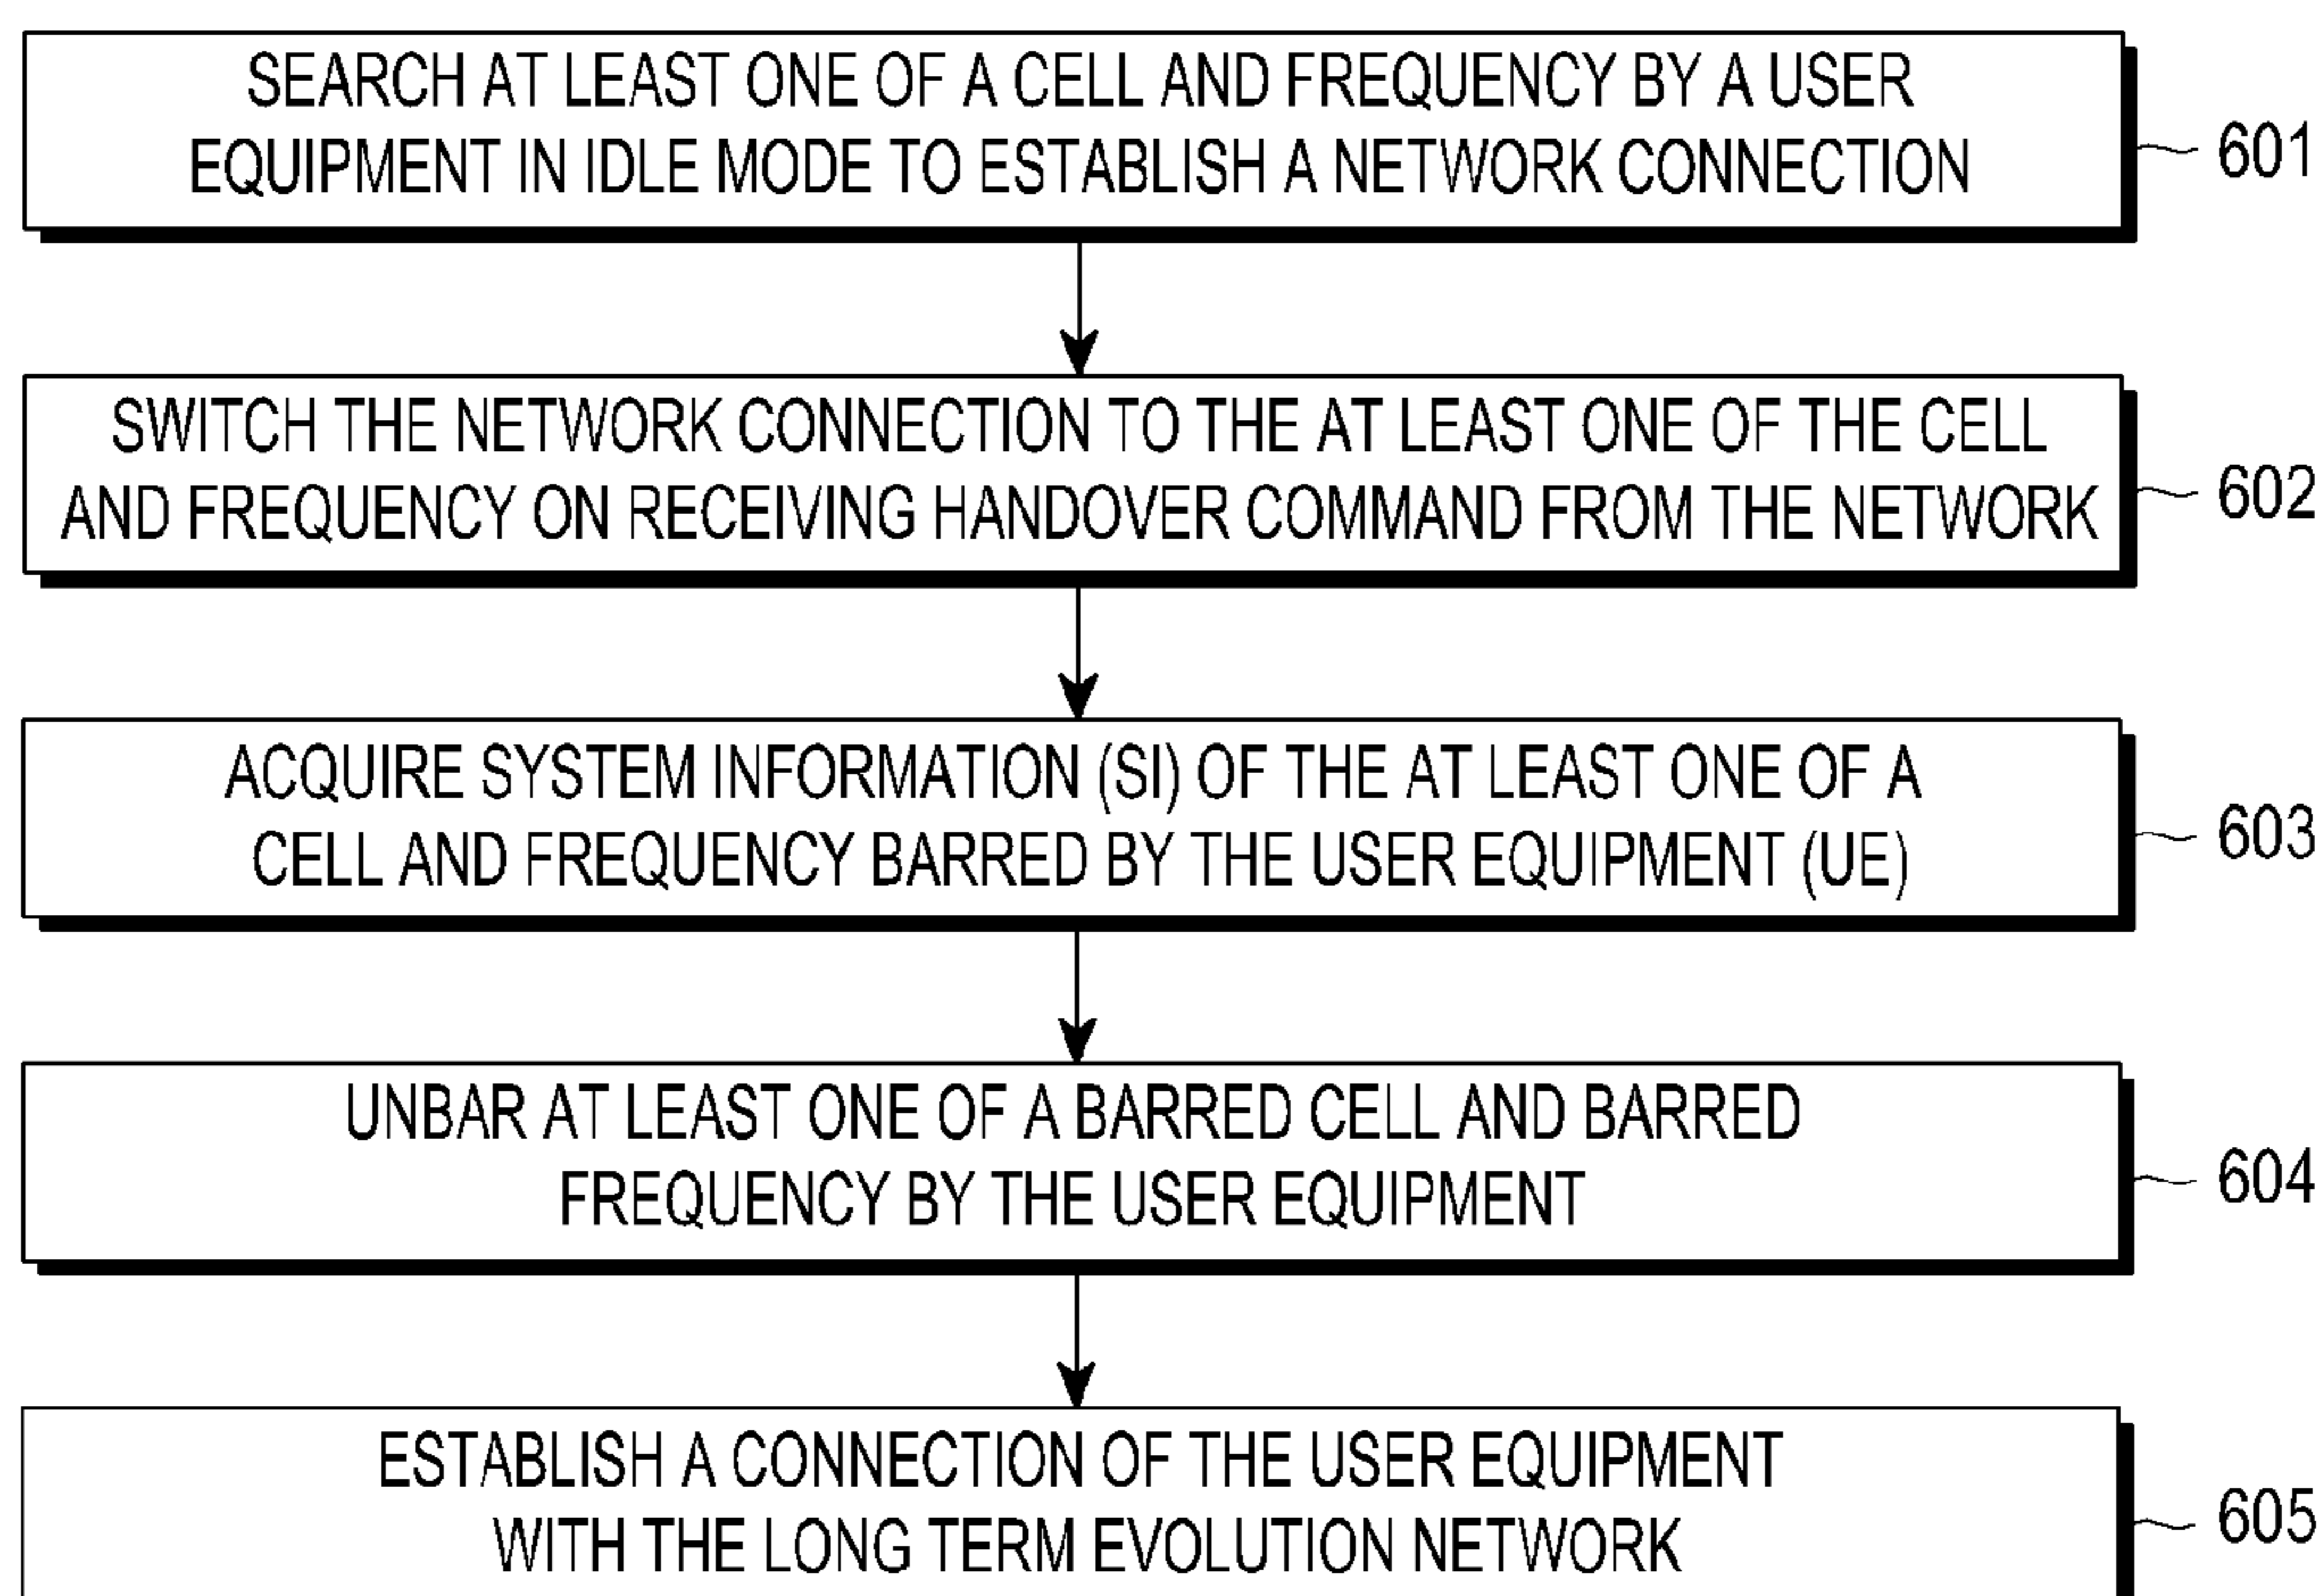 SEARCH AT LEAST ONE OF A CELL AND FREQUENCY BY A USER
EQUIPMENT IN IDLE MODE TO ESTABLISH A NETWORK CONNECTION
601
SWITCH THE NETWORK CONNECTION TO THE AT LEAST ONE OF THE CELL
AND FREQUENCY ON RECEIVING HANDOVER COMMAND FROM THE NETWORK
602
ACQUIRE SYSTEM INFORMATION (SI) OF THE AT LEAST ONE OF A
CELL AND FREQUENCY BARRED BY THE USER EQUIPMENT (UE)
603
UNBAR AT LEAST ONE OF A BARRED CELL AND BARRED
FREQUENCY BY THE USER EQUIPMENT
604
ESTABLISH A CONNECTION OF THE USER EQUIPMENT
WITH THE LONG TERM EVOLUTION NETWORK
605